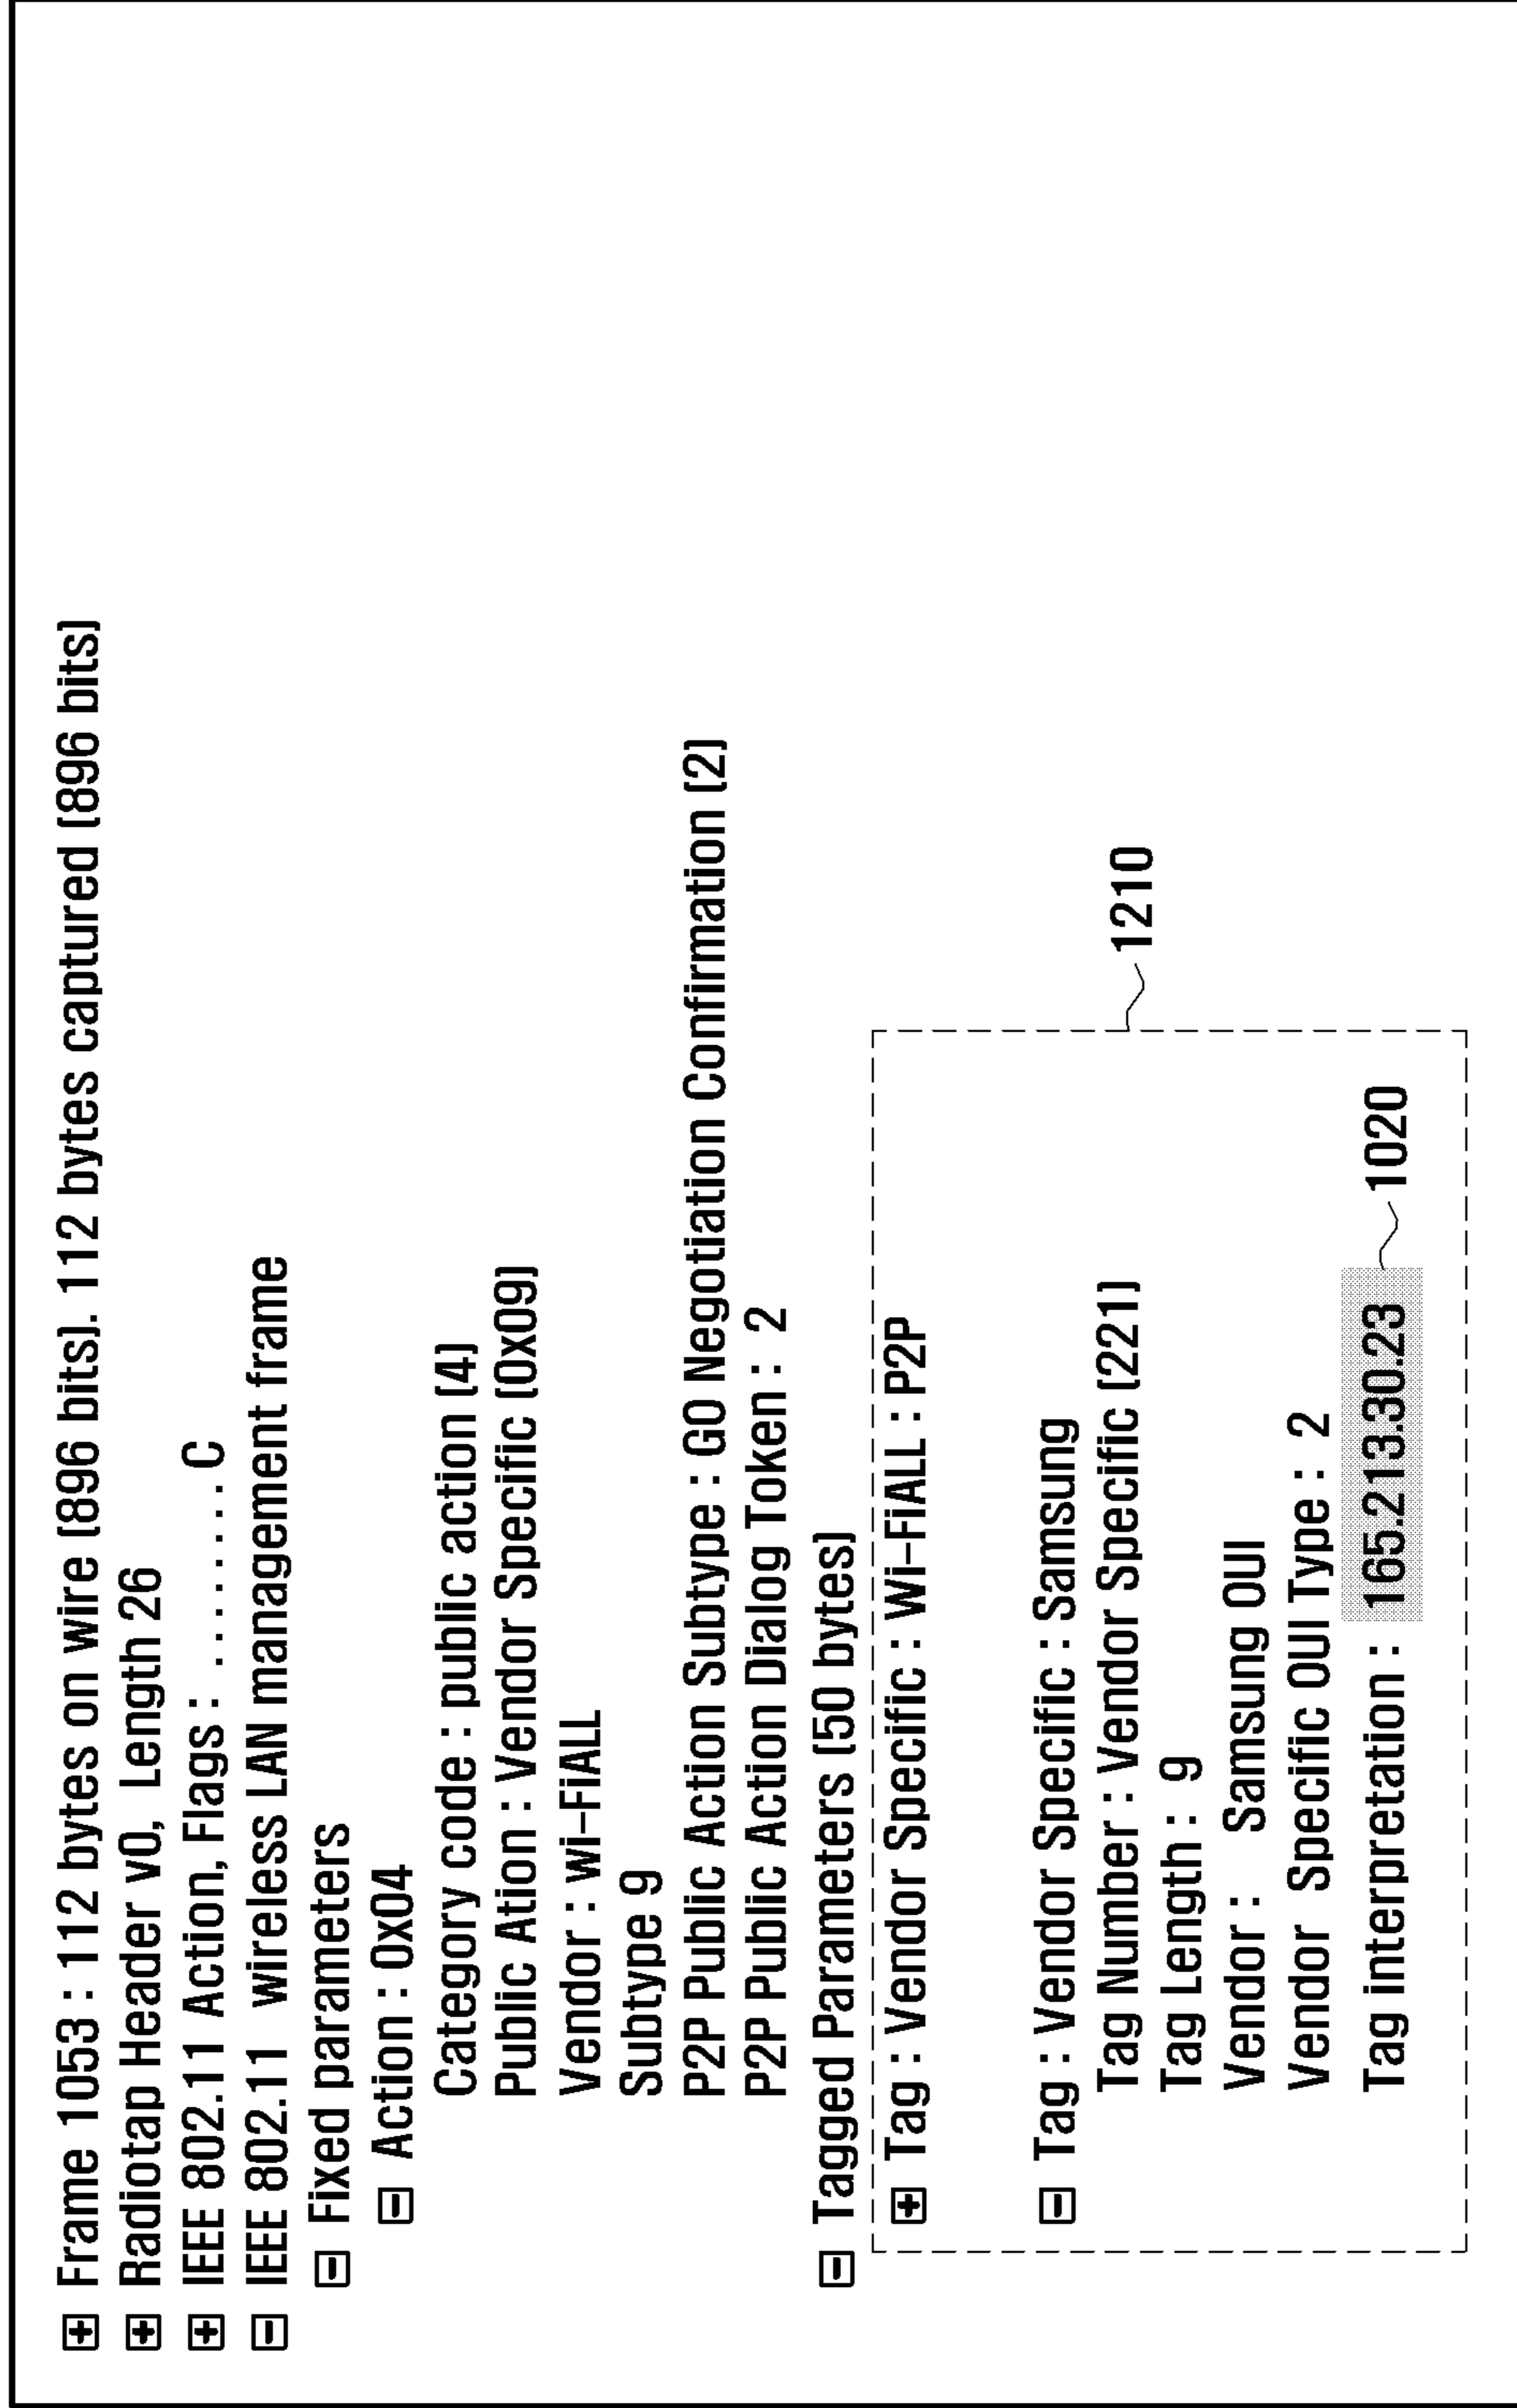 Frame 1053 : 112 bytes on wire (896 bits). 112 bytes captured (896 bits)
Radiotap Header v0, Length 26
IEEE 802.11 Action, Flags : . . . . . . . . C
IEEE 802.11 wireless LAN management frame
Fixed parameters
Action : 0x04
Category code : public action (4)
Public Ation : Vendor Specific (0x09)
Vendor : wi-FiALL
Subtype 9
P2P Public Action Subtype : GO Negotiation Confirmation (2)
P2P Public Action Dialog Token : 2
Tagged Parameters (50 bytes)
Tag : Vendor Specific : Wi-FiALL : P2P
Tag : Vendor Specific : Samsung
Tag Number : Vendor Specific (221)
Tag Length : 9
Vendor : Samsung OUI
Vendor Specific OUI Type : 2
Tag interpretation : 165.213.30.23
1210
1020